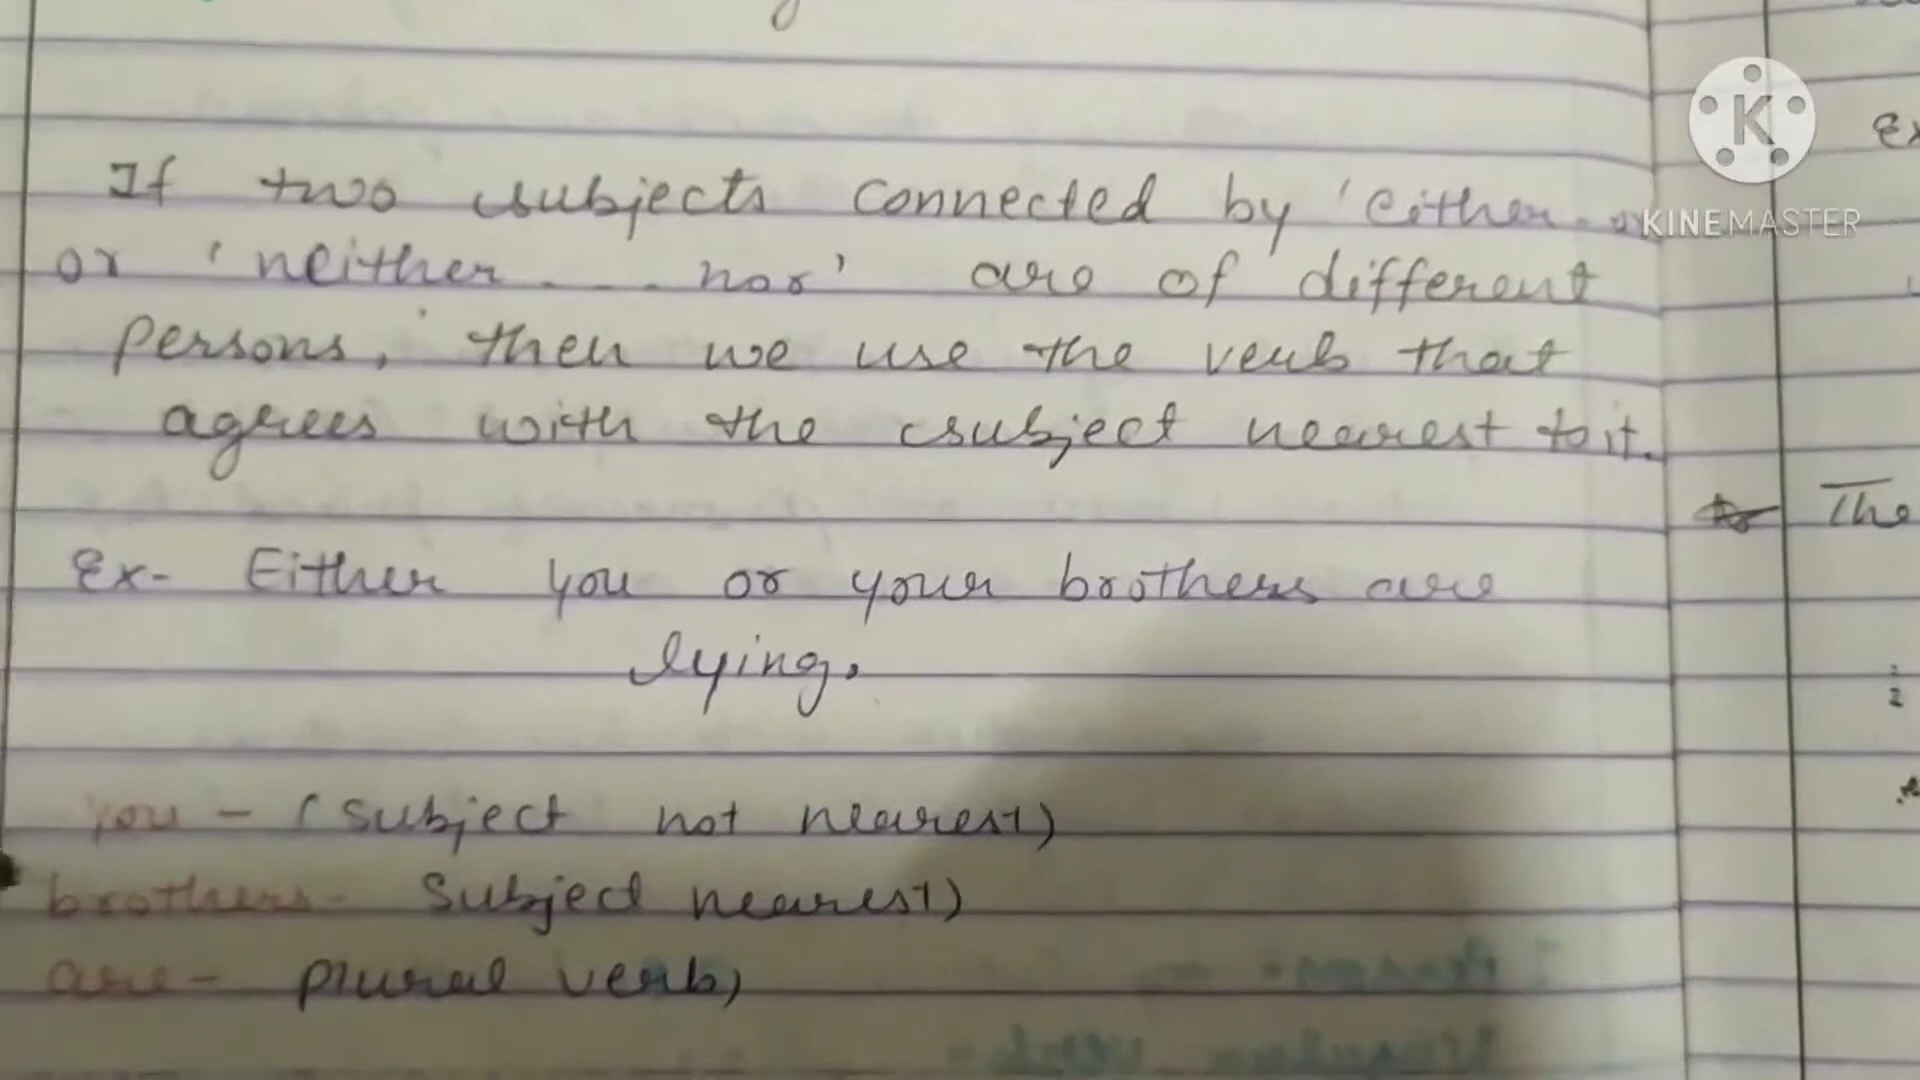 If two subjects connected by 'either
or 'neither.... nor' are of different
persons, then we use the verb that
agrees with the subject nearest to it.
Ex- Either you or your brothers are
lying.
you - (subject not nearest)
brothers- Subject nearest)
are- plural verb)
KINEMASTER
K
Ex
The